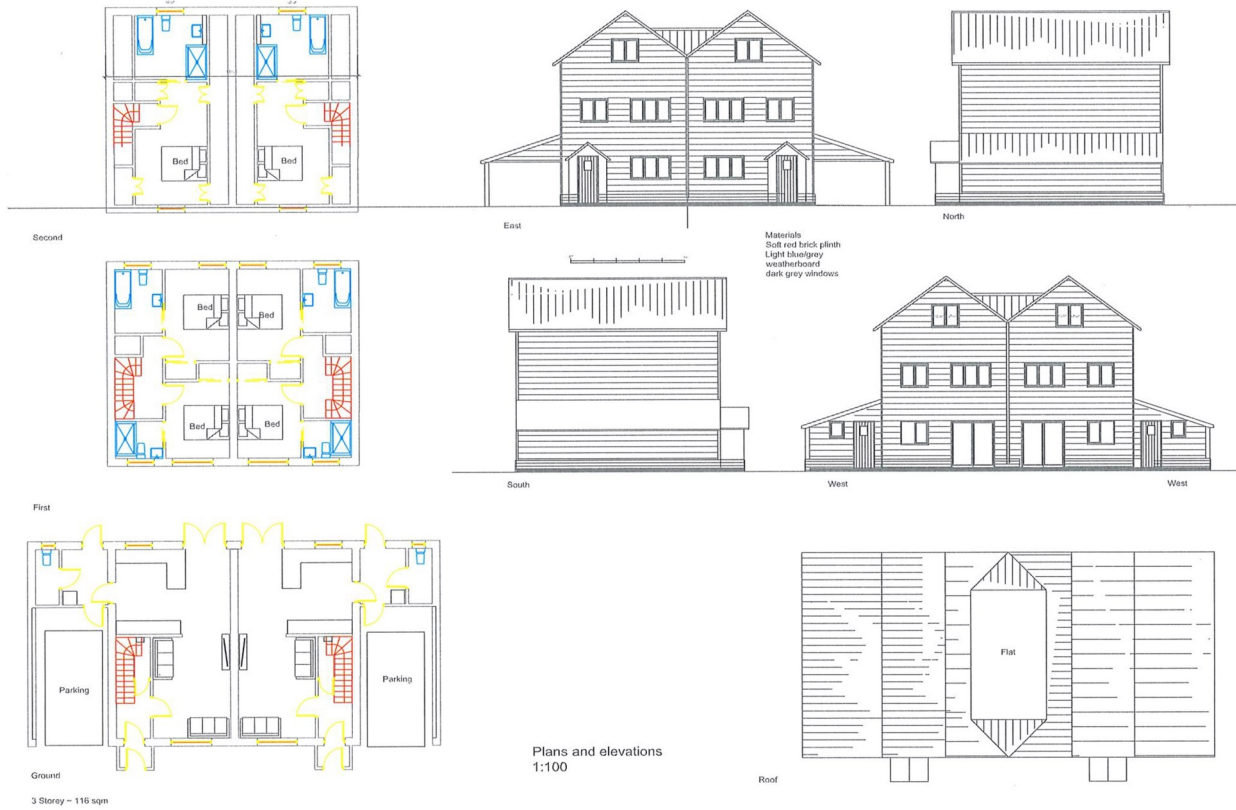 Bed
Bed
Second
East
North
Materials
Soft red brick plinth
Light blue/grey
weatherboard
dark grey windows
Bed
Bed
Bed
Bed
First
South
West
West
Parking
Parking
Flat
Ground
Plans and elevations
1:100
Roof
3 Storey ~ 116 sqm